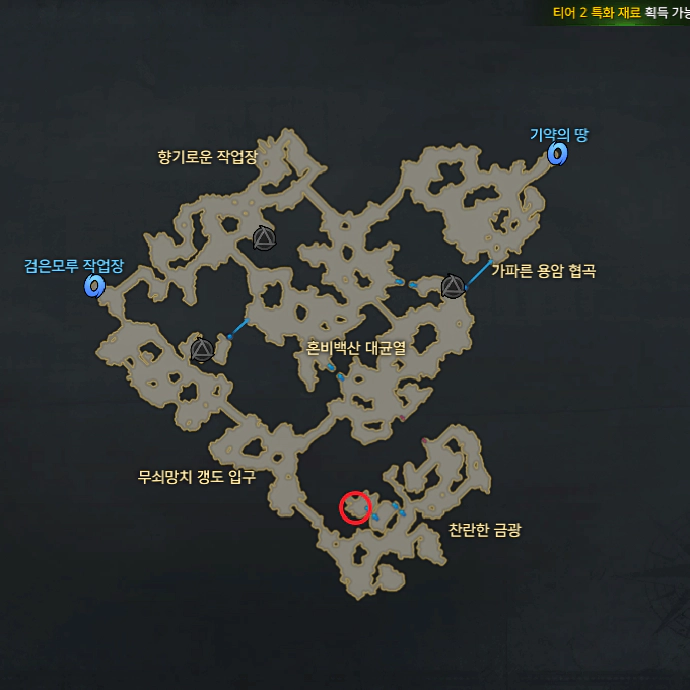 티어 2 특화 재료 획득 가능
기약의 땅
향기로운 작업장
검은모루 작업장
가파른 용암 협곡
혼비백산 대균열
무쇠망치 갱도 입구
찬란한 금광